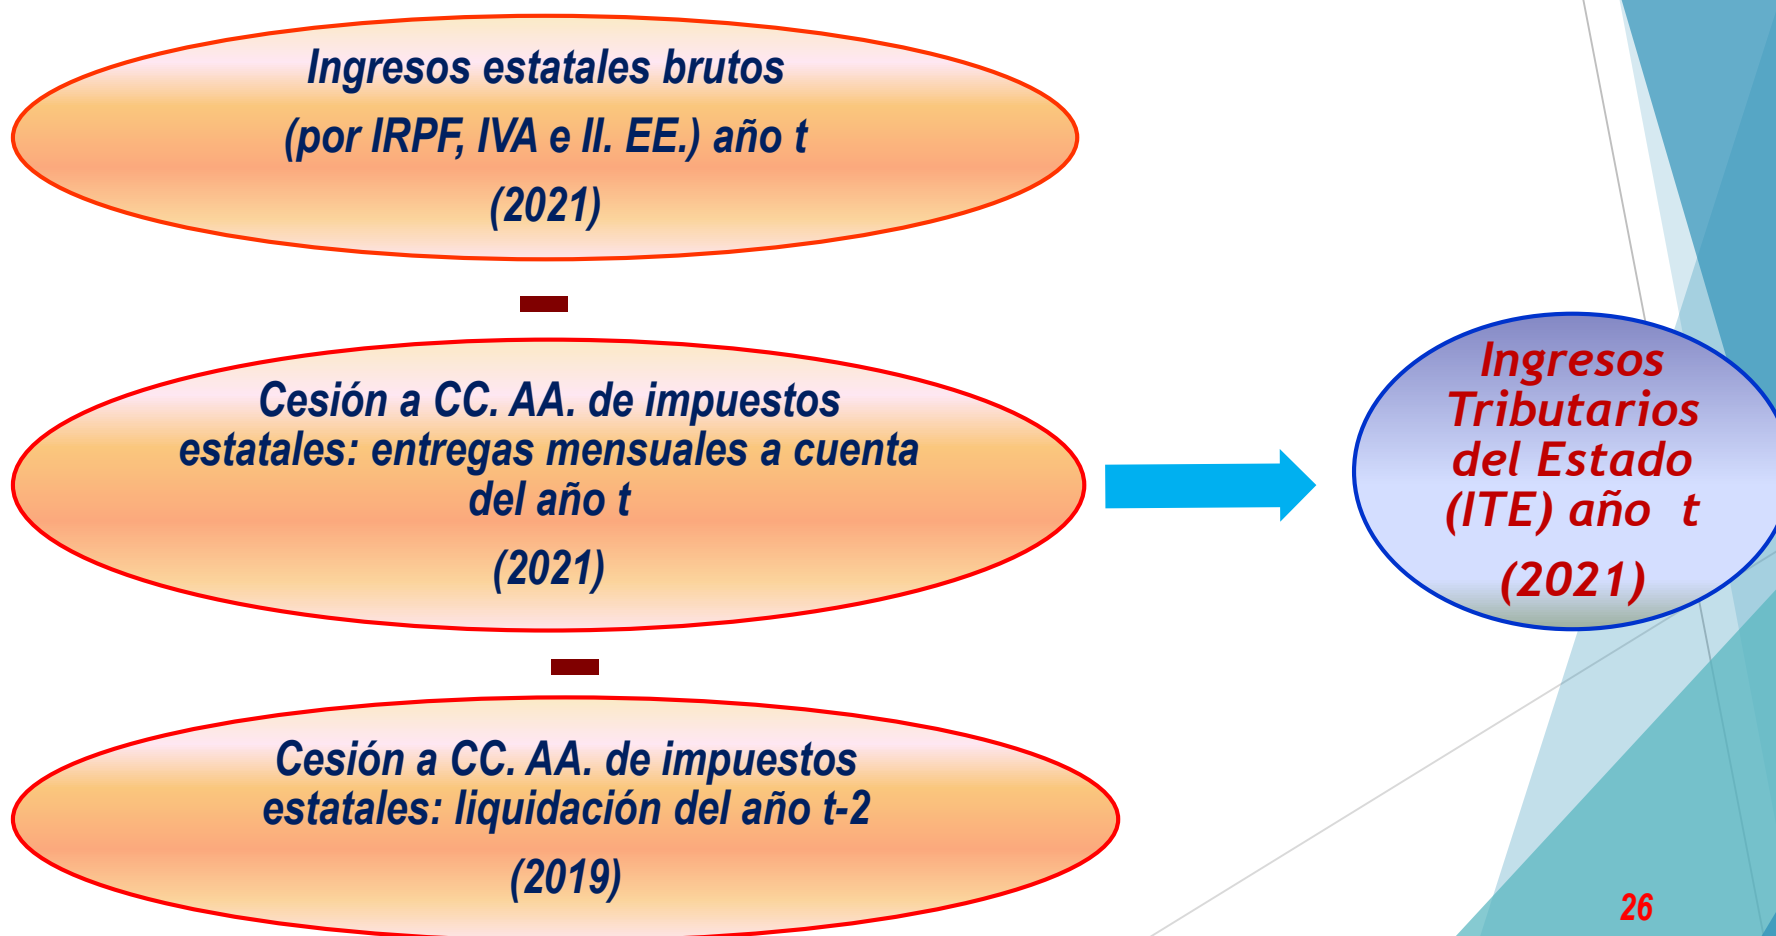 Ingresos estatales brutos
(por IRPF, IVA e II. EE.) año t
(2021)
Cesión a CC. AA. de impuestos
estatales: entregas mensuales a cuenta
del año t
(2021)
Cesión a CC. AA. de impuestos
estatales: liquidación del año t-2
(2019)
Ingresos
Tributarios
del Estado
(ITE) año t
(2021)
26